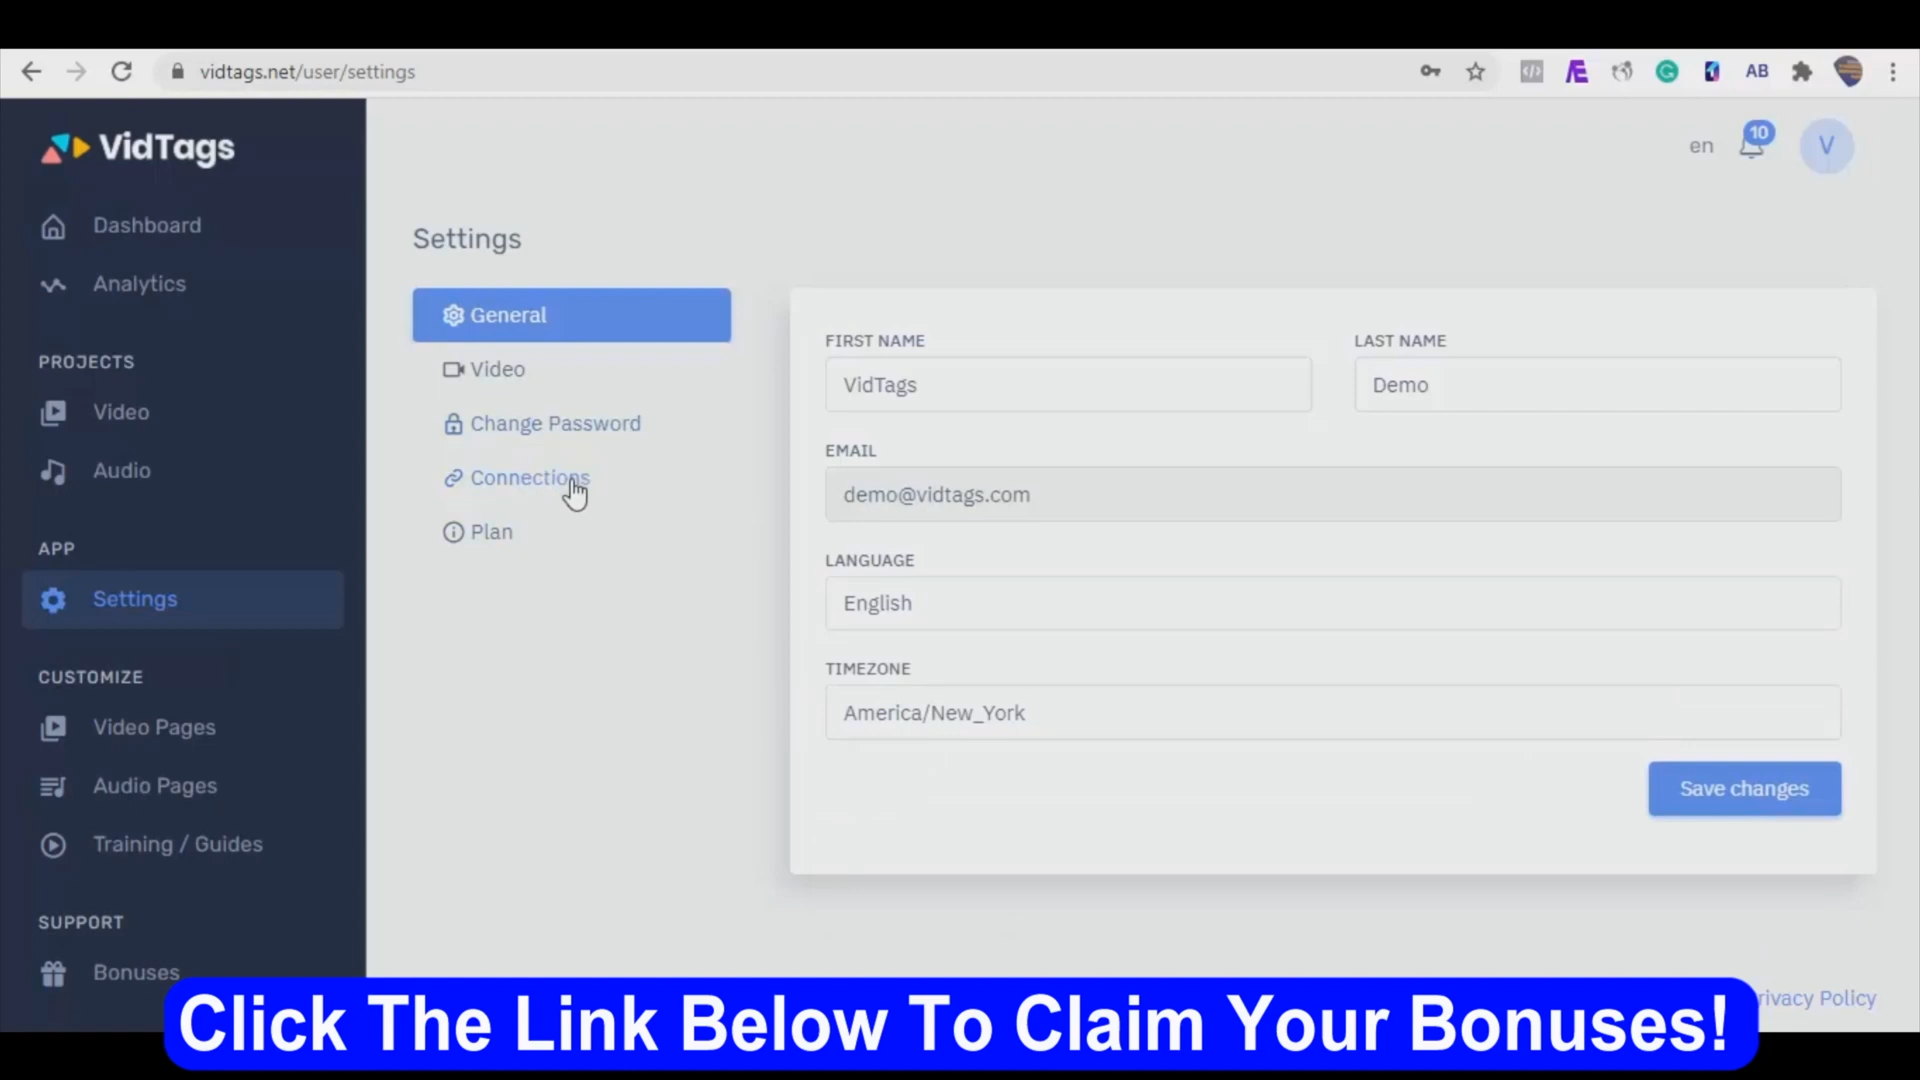 vidtags.net/user/settings
AB
VidTags
en
10
V
Dashboard
Analytics
PROJECTS
Video
Audio
APP
Settings
CUSTOMIZE
Video Pages
Audio Pages
Training / Guides
SUPPORT
Bonuses
Settings
General
Video
Change Password
Connections
Plan
FIRST NAME
VidTags
LAST NAME
Demo
EMAIL
demo@vidtags.com
LANGUAGE
English
TIMEZONE
America/New_York
Save changes
rivacy Policy
Click The Link Below To Claim Your Bonuses!